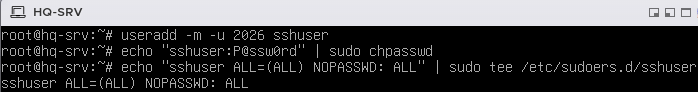 HQ-SRV
root@hq-srv:~# useradd -m -u 2026 sshuser
root@hq-srv:~# echo "sshuser:P@ssw0rd" | sudo chpasswd
root@hq-srv:~# echo "sshuser ALL=(ALL) NOPASSWD: ALL" | sudo tee /etc/sudoers.d/sshuser
sshuser ALL=(ALL) NOPASSWD: ALL